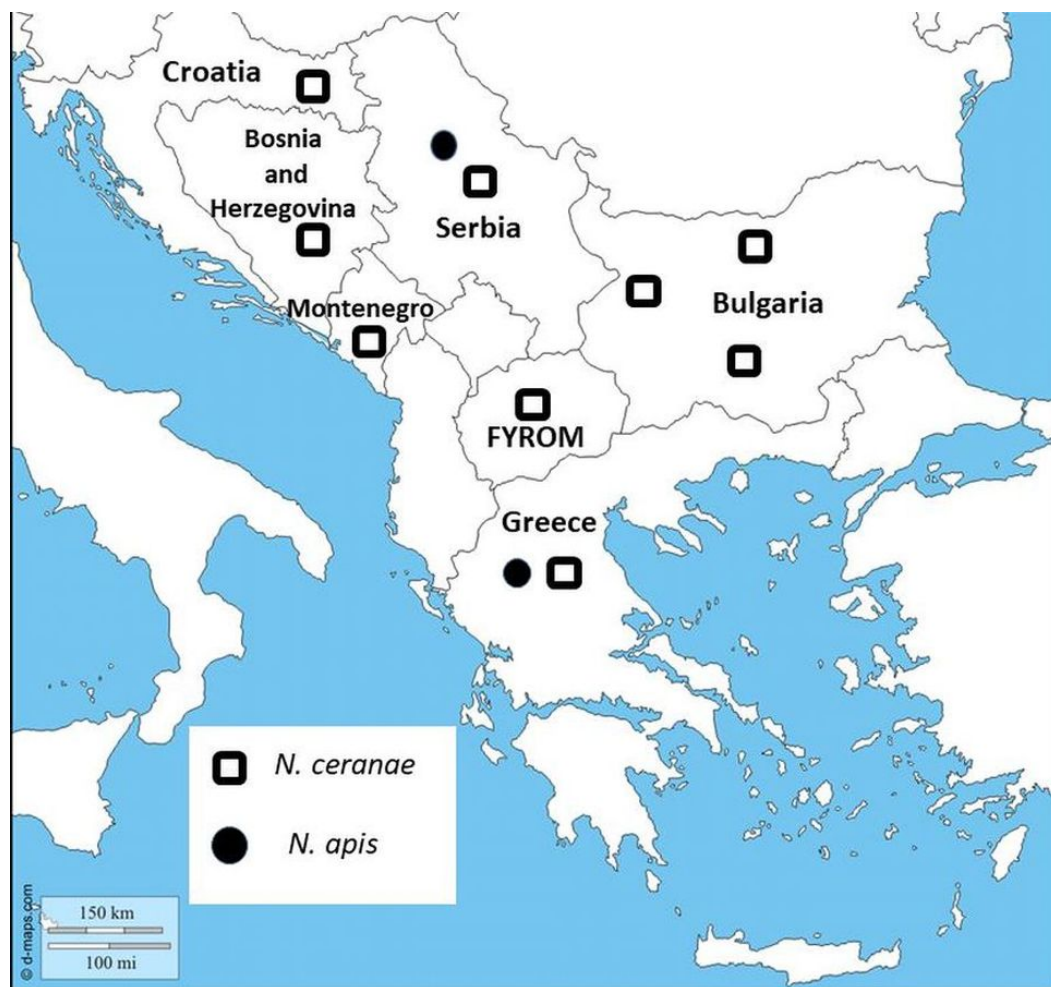 Croatia
Bosnia
and
Herzegovina
Serbia
Montenegro
Bulgaria
FYROM
Greece
N. ceranae
N. apis
150 km
100 mi
© d-maps.com